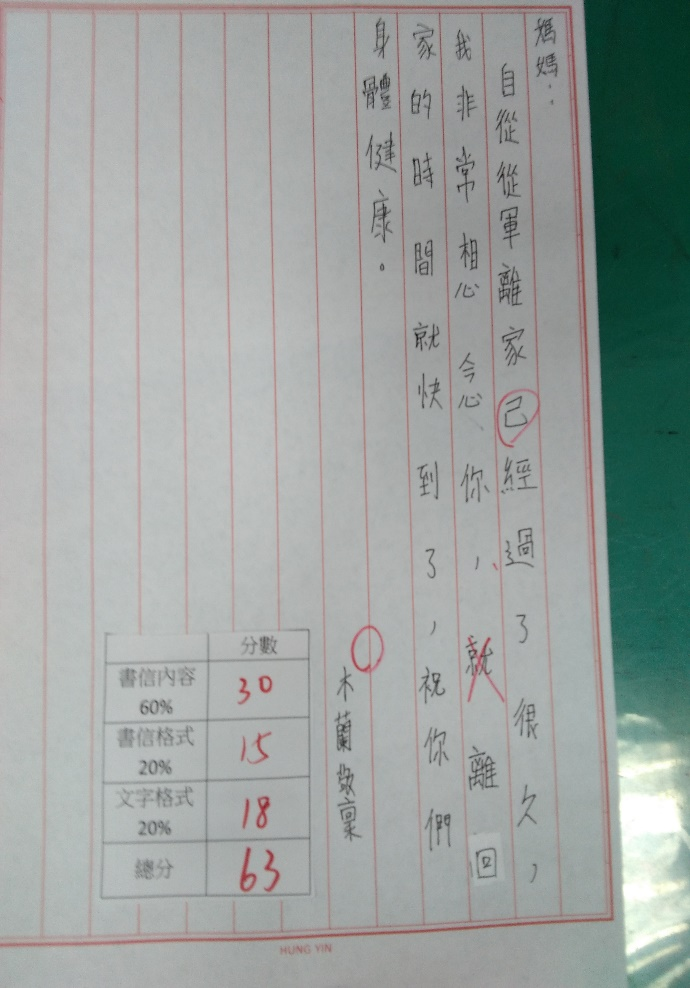 媽媽：
自從從軍離家己經過了很久，
我非常想念你，就離回
家的時間就快到了，祝你們
身體健康。
木蘭敬稟
分數
書信內容 60% 30
書信格式 20% 15
文字格式 20% 18
總分 63
HUNG YIN